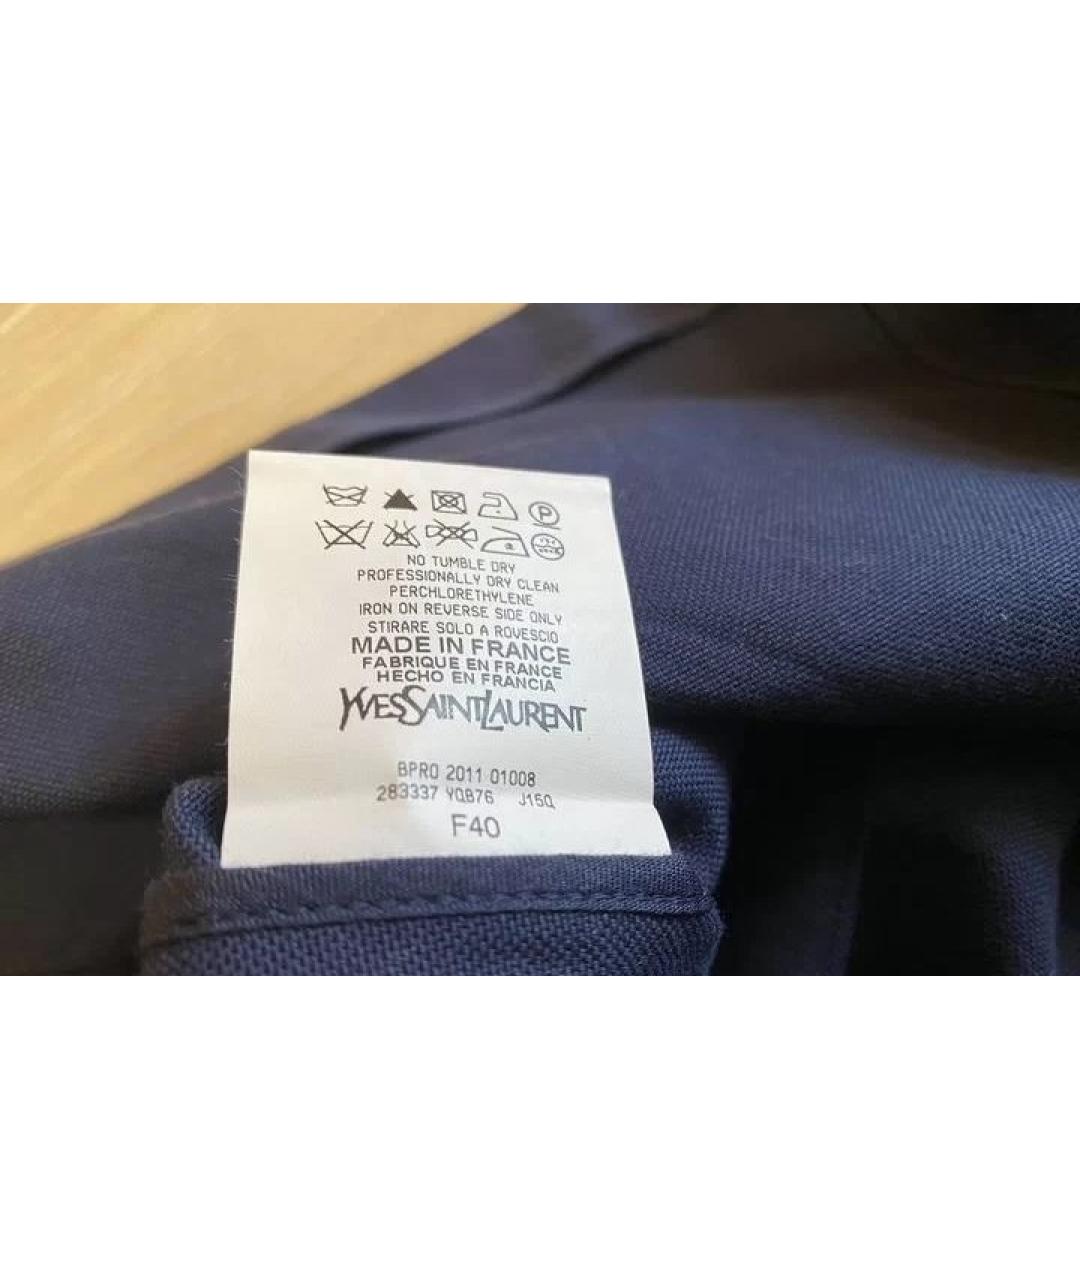 NO TUMBLE DRY
PROFESSIONALLY DRY CLEAN
PERCHLORETHYLENE
IRON ON REVERSE SIDE ONLY
STIRARE SOLO A ROVESCIO
MADE IN FRANCE
FABRIQUE EN FRANCE
HECHO EN FRANCIA
YVESSAINTLAURENT
BPRO 2011 01008
283337 YQB76 J15Q
F40